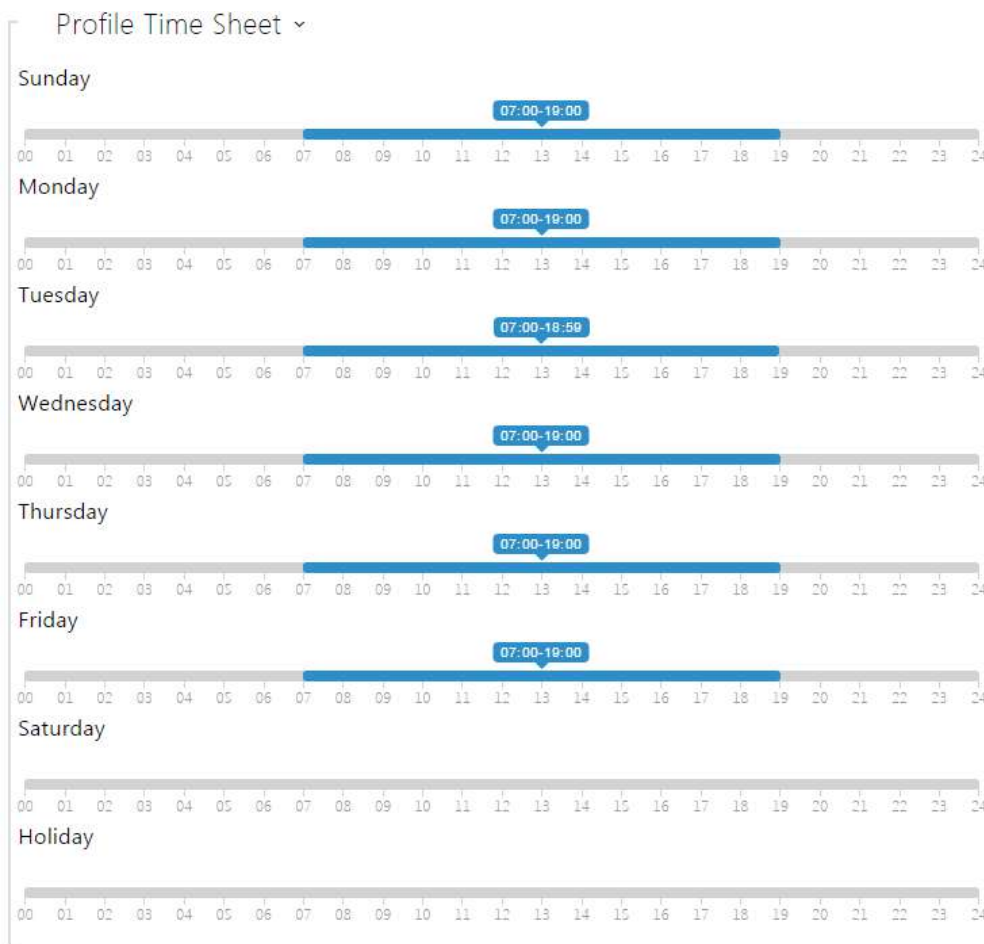 Profile Time Sheet
Sunday
07:00-19:00
00 01 02 03 04 05 06 07 08 09 10 11 12 13 14 15 16 17 18 19 20 21 22 23 24
Monday
07:00-19:00
00 01 02 03 04 05 06 07 08 09 10 11 12 13 14 15 16 17 18 19 20 21 22 23 24
Tuesday
07:00-18:59
00 01 02 03 04 05 06 07 08 09 10 11 12 13 14 15 16 17 18 19 20 21 22 23 24
Wednesday
07:00-19:00
00 01 02 03 04 05 06 07 08 09 10 11 12 13 14 15 16 17 18 19 20 21 22 23 24
Thursday
07:00-19:00
00 01 02 03 04 05 06 07 08 09 10 11 12 13 14 15 16 17 18 19 20 21 22 23 24
Friday
07:00-19:00
00 01 02 03 04 05 06 07 08 09 10 11 12 13 14 15 16 17 18 19 20 21 22 23 24
Saturday
00 01 02 03 04 05 06 07 08 09 10 11 12 13 14 15 16 17 18 19 20 21 22 23 24
Holiday
00 01 02 03 04 05 06 07 08 09 10 11 12 13 14 15 16 17 18 19 20 21 22 23 24